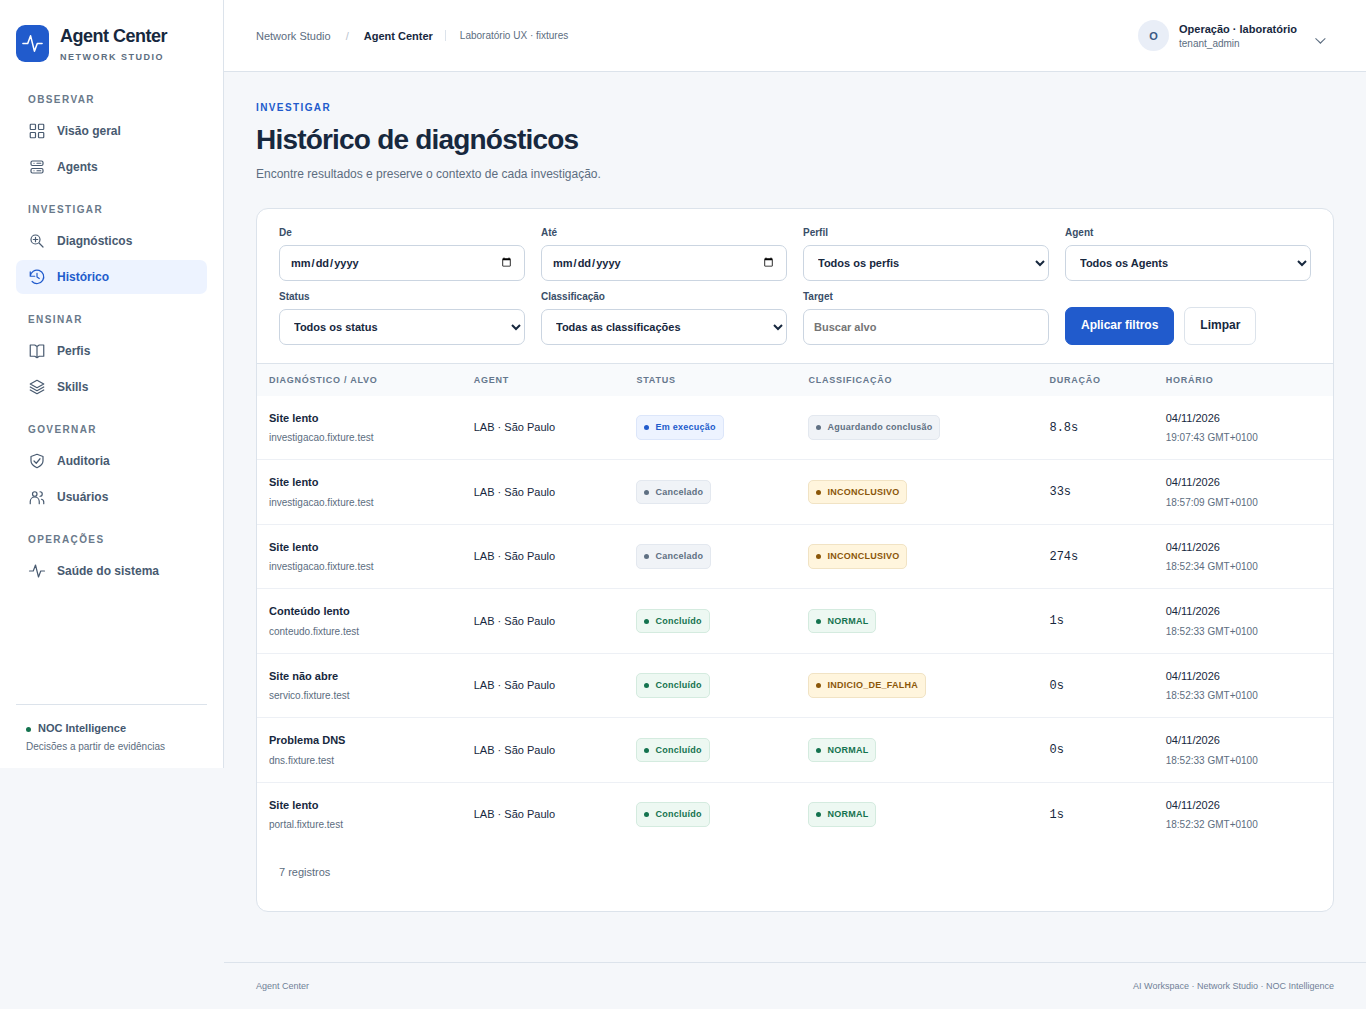 Agent Center
NETWORK STUDIO
OBSERVAR
Visão geral
Agents
INVESTIGAR
Diagnósticos
Histórico
ENSINAR
Perfis
Skills
GOVERNAR
Auditoria
Usuários
OPERAÇÕES
Saúde do sistema
NOC Intelligence
Decisões a partir de evidências
Network Studio / Agent Center Laboratório UX · fixtures
O
Operação · laboratório
tenant_admin
INVESTIGAR
Histórico de diagnósticos
Encontre resultados e preserve o contexto de cada investigação.
De Até Perfil Agent
mm/dd/yyyy mm/dd/yyyy Todos os perfis Todos os Agents
Status Classificação Target
Todos os status Todas as classificações Buscar alvo Aplicar filtros Limpar
DIAGNÓSTICO / ALVO AGENT STATUS CLASSIFICAÇÃO DURAÇÃO HORÁRIO
Site lento
investigacao.fixture.test
LAB · São Paulo Em execução Aguardando conclusão 8.8s
04/11/2026
19:07:43 GMT+0100
Site lento
investigacao.fixture.test
LAB · São Paulo Cancelado INCONCLUSIVO 33s
04/11/2026
18:57:09 GMT+0100
Site lento
investigacao.fixture.test
LAB · São Paulo Cancelado INCONCLUSIVO 274s
04/11/2026
18:52:34 GMT+0100
Conteúdo lento
conteudo.fixture.test
LAB · São Paulo Concluído NORMAL 1s
04/11/2026
18:52:33 GMT+0100
Site não abre
servico.fixture.test
LAB · São Paulo Concluído INDICIO_DE_FALHA 0s
04/11/2026
18:52:33 GMT+0100
Problema DNS
dns.fixture.test
LAB · São Paulo Concluído NORMAL 0s
04/11/2026
18:52:33 GMT+0100
Site lento
portal.fixture.test
LAB · São Paulo Concluído NORMAL 1s
04/11/2026
18:52:32 GMT+0100
7 registros
Agent Center AI Workspace · Network Studio · NOC Intelligence